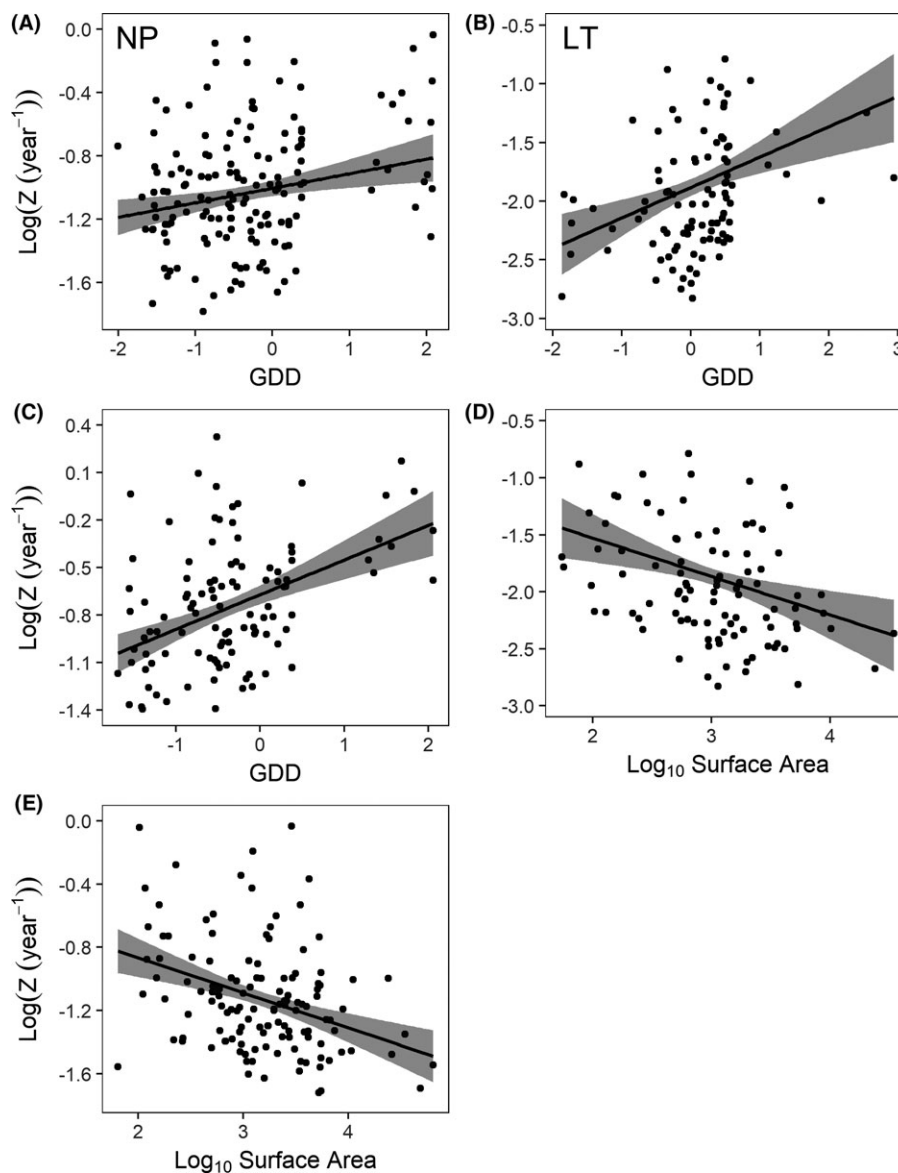 (A)
NP
Log(Z (year⁻¹))
0.0
-0.4
-0.8
-1.2
-1.6
-2 -1 0 1 2
GDD
(B)
LT
-1.0
-1.5
-2.0
-2.5
-3.0
-2 -1 0 1 2 3
GDD
(C)
Log(Z (year⁻¹))
0.4
0.1
-0.2
-0.5
-0.8
-1.1
-1.4
-1 0 1 2
GDD
(D)
-0.5
-1.0
-1.5
-2.0
-2.5
-3.0
2 3 4
Log₁₀ Surface Area
(E)
Log(Z (year⁻¹))
0.0
-0.4
-0.8
-1.2
-1.6
2 3 4
Log₁₀ Surface Area